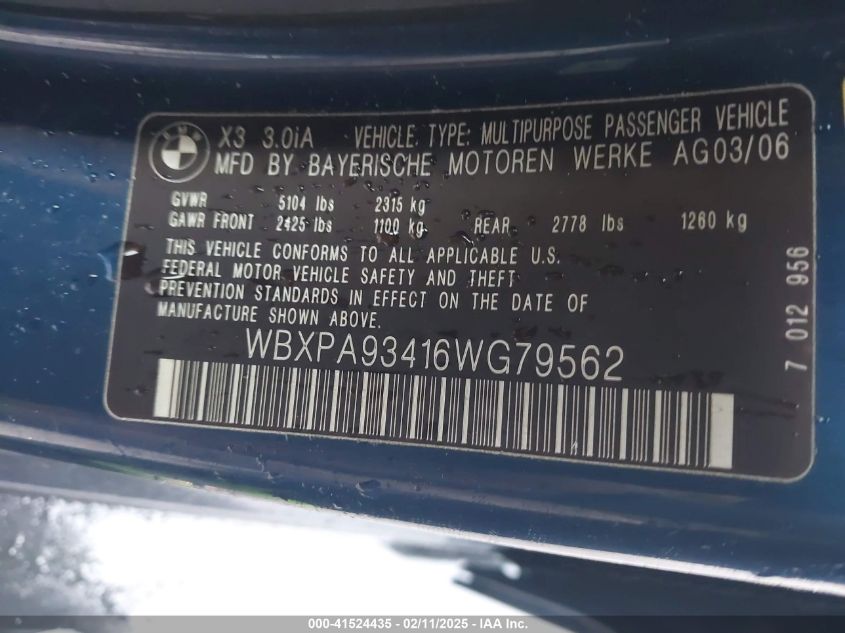 BMW
X3 3.0iA VEHICLE TYPE: MULTIPURPOSE PASSENGER VEHICLE
MFD BY BAYERISCHE MOTOREN WERKE AG03/06
GVWR 5104 lbs 2315 kg
GAWR FRONT 2425 lbs 1100 kg REAR 2778 lbs 1260 kg
THIS VEHICLE CONFORMS TO ALL APPLICABLE U.S.
FEDERAL MOTOR VEHICLE SAFETY AND THEFT
PREVENTION STANDARDS IN EFFECT ON THE DATE OF
MANUFACTURE SHOWN ABOVE.
WBXPA93416WG79562
7 012 956
000-41524435 - 02/11/2025 - IAA Inc.